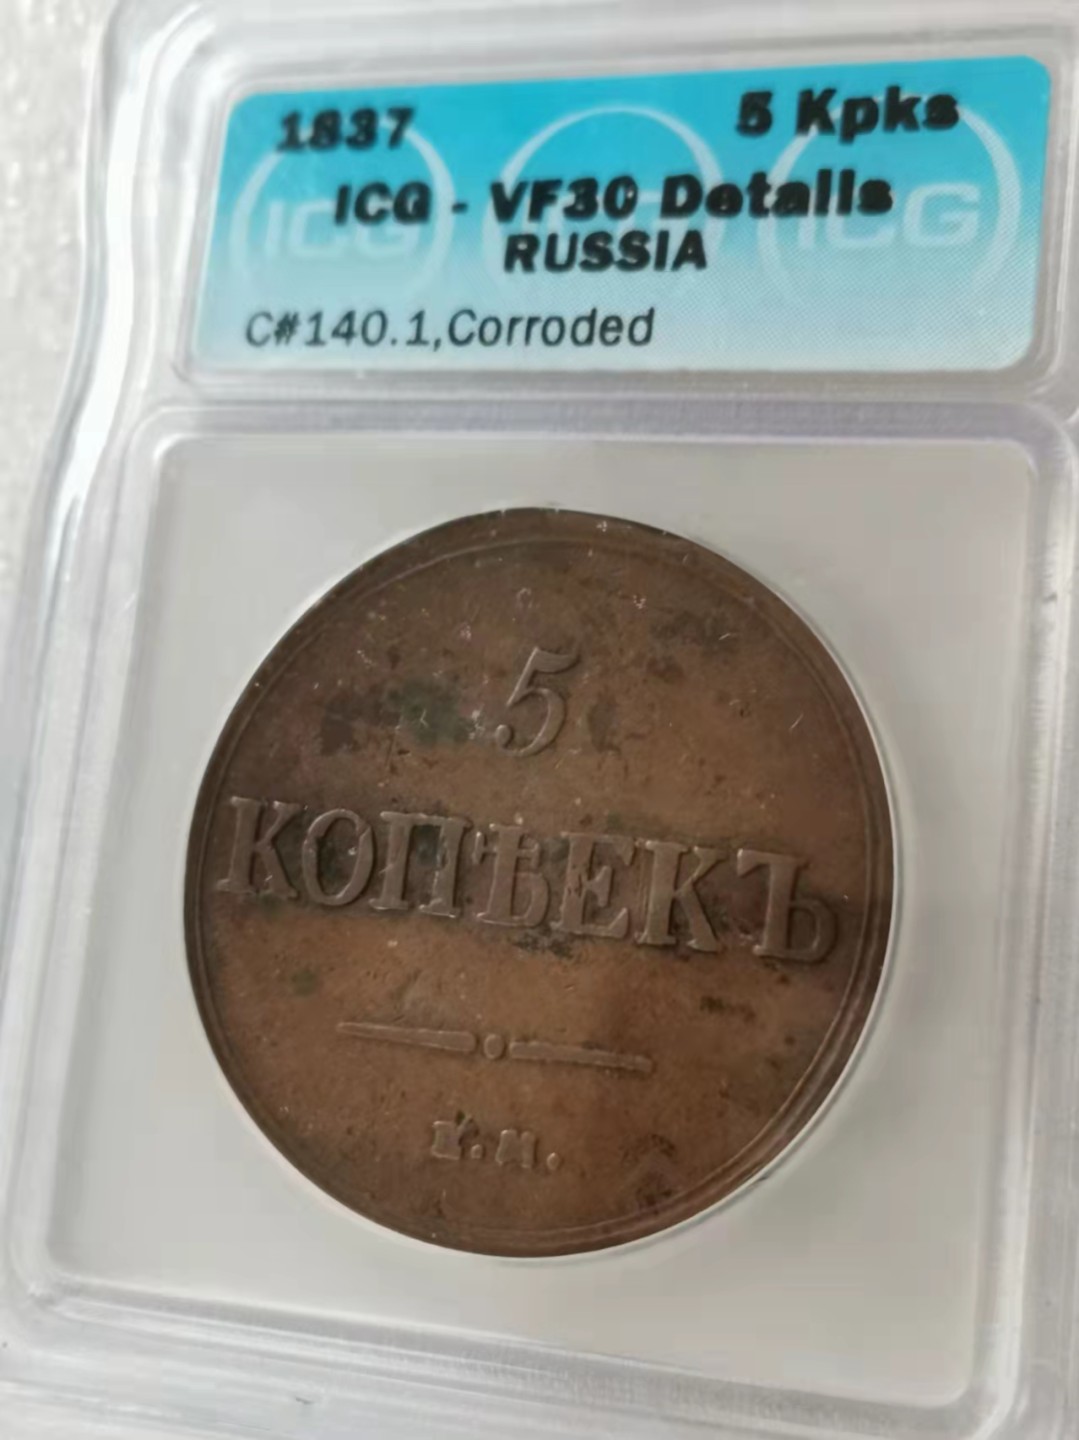 1837 5 Kpks
ICG - VF30 Details
RUSSIA
C#140.1,Corroded
5
КОПѢЕКЪ